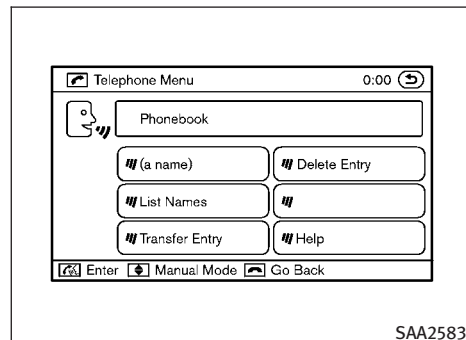 Telephone Menu 0:00
Phonebook
(a name) Delete Entry
List Names
Transfer Entry Help
Enter Manual Mode Go Back
SAA2583